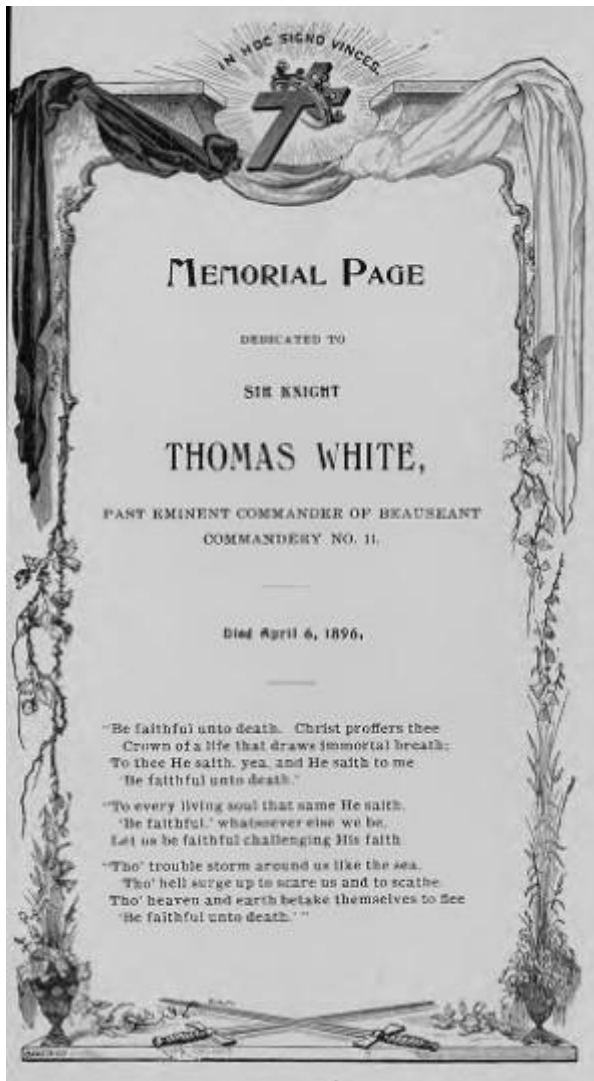 IN HOC SIGNO VINCES.
MEMORIAL PAGE
DEDICATED TO
SIR KNIGHT
THOMAS WHITE,
PAST EMINENT COMMANDER OF BEAUSEANT
COMMANDERY NO. 11.
Died April 6, 1896,
"Be faithful unto death. Christ proffers thee
Crown of a life that draws immortal breath;
To thee He saith, yea, and He saith to me
'Be faithful unto death.'
"To every living soul that same He saith,
'Be faithful,' whatsoever else we be,
Let us be faithful challenging His faith
"Tho' trouble storm around us like the sea,
Tho' hell surge up to scare us and to scathe,
Tho' heaven and earth betake themselves to flee
'Be faithful unto death.' "